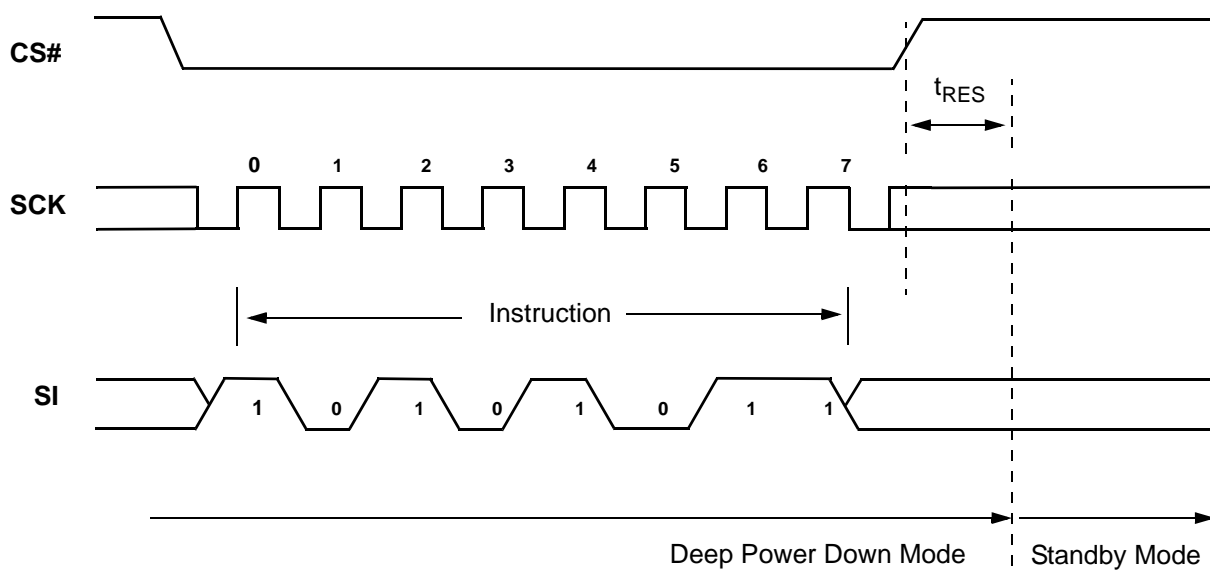 CS#
tRES
0 1 2 3 4 5 6 7
SCK
Instruction
SI
1 0 1 0 1 0 1 1
Deep Power Down Mode Standby Mode